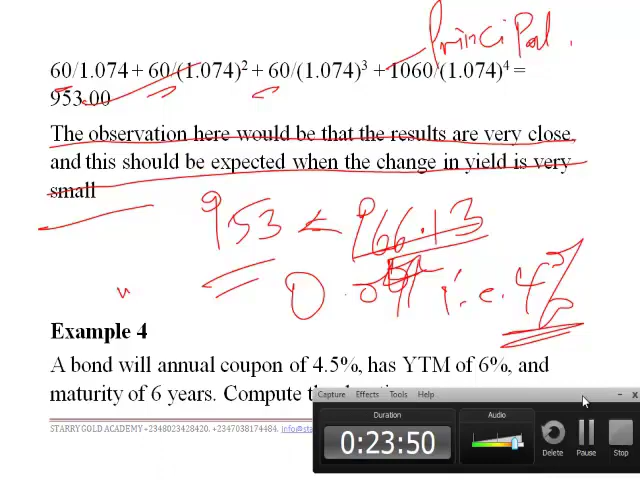 Principal.
60/1.074 + 60/(1.074)² + 60/(1.074)³ + 1060/(1.074)⁴ =
953.00
The observation here would be that the results are very close,
and this should be expected when the change in yield is very
small
953 < 966.13
i.e. 4%
Example 4
A bond will annual coupon of 4.5%, has YTM of 6%, and
maturity of 6 years. Compute
STARRY GOLD ACADEMY +2348023428420, +2347038174484,
Capture Effects Tools Help
Duration
0:23:50
Audio
Delete
Pause
Stop